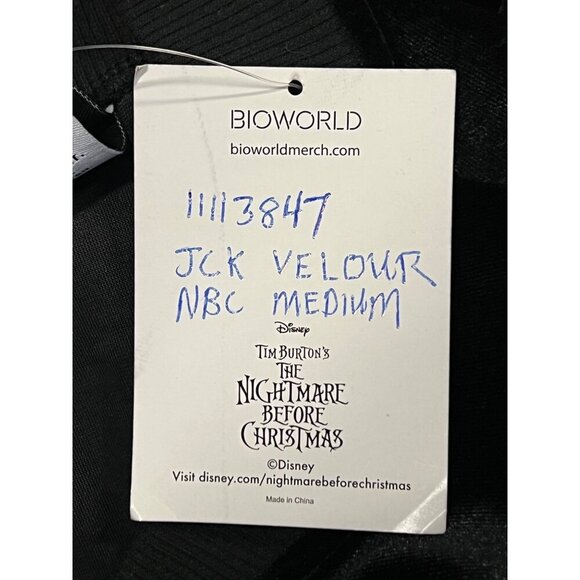 BIOWORLD
bioworldmerch.com
11113847
JCK VELOUR
NBC MEDIUM
Disney
TIM BURTON'S
THE
NIGHTMARE
BEFORE
CHRISTMAS
©Disney
Visit disney.com/nightmarebeforechristmas
Made in China